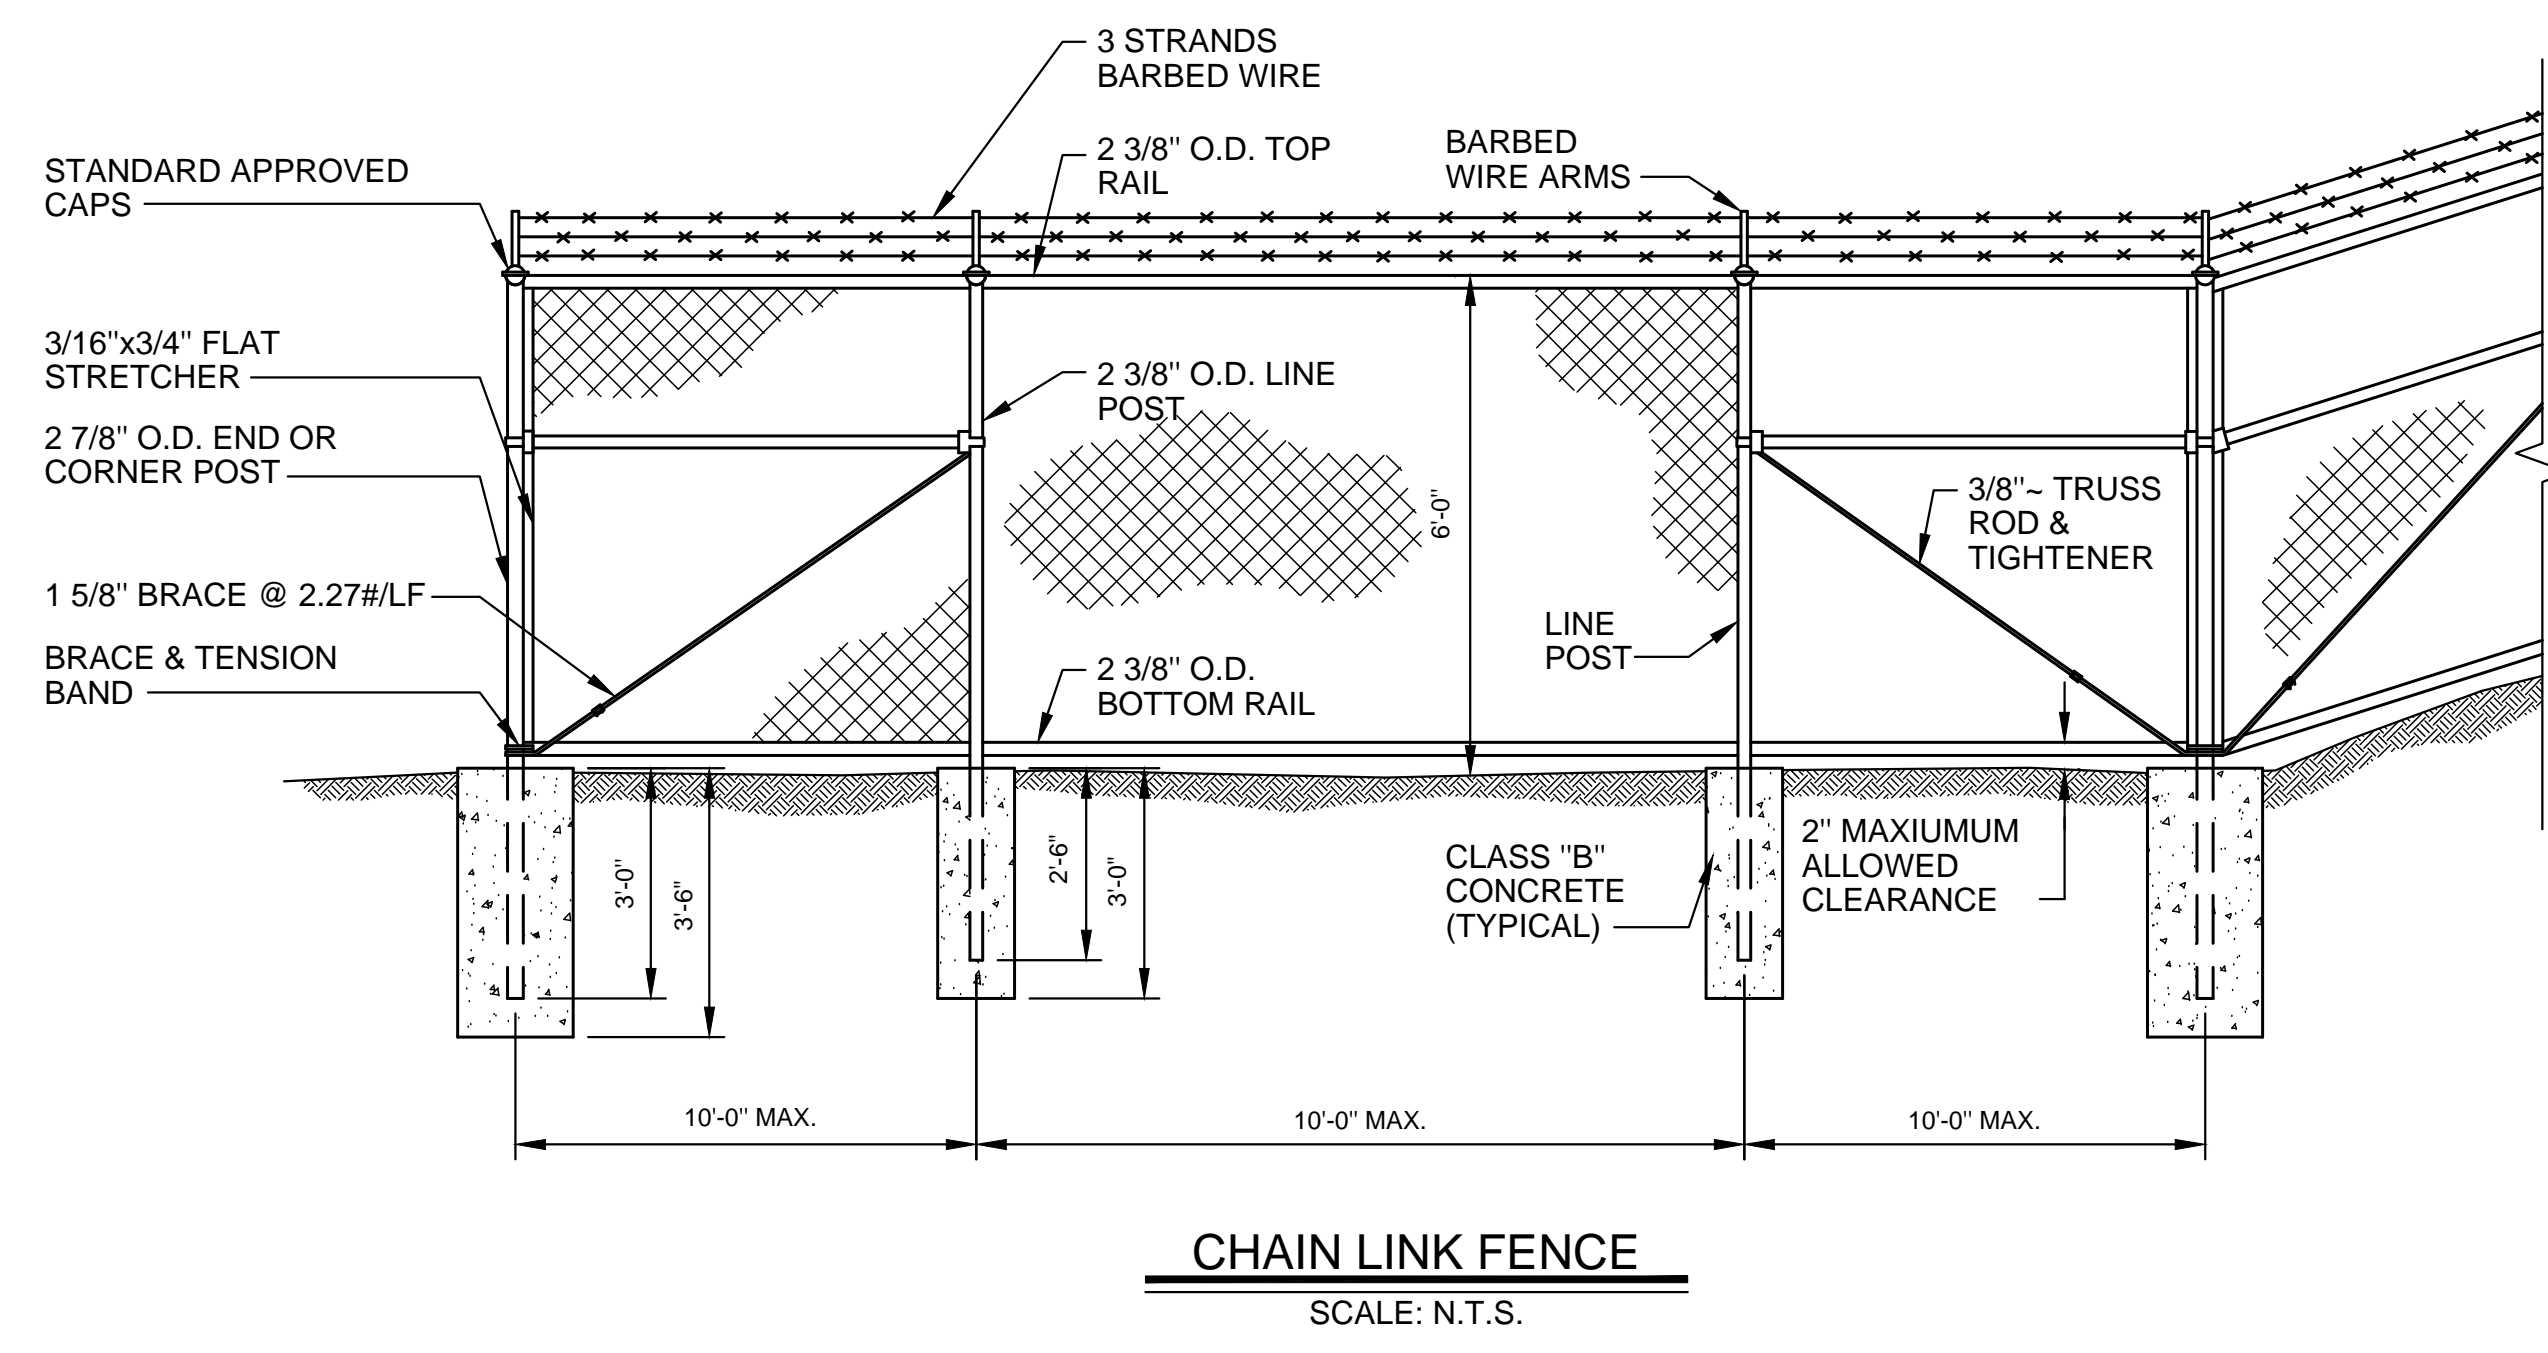 3 STRANDS
BARBED WIRE
2 3/8" O.D. TOP
RAIL
BARBED
WIRE ARMS
STANDARD APPROVED
CAPS
3/16"x3/4" FLAT
STRETCHER
2 7/8" O.D. END OR
CORNER POST
1 5/8" BRACE @ 2.27#/LF
BRACE & TENSION
BAND
2 3/8" O.D. LINE
POST
6'-0"
3/8"~ TRUSS
ROD &
TIGHTENER
LINE
POST
2 3/8" O.D.
BOTTOM RAIL
3'-0"
3'-6"
2'-6"
3'-0"
CLASS "B"
CONCRETE
(TYPICAL)
2" MAXIUMUM
ALLOWED
CLEARANCE
10'-0" MAX.
10'-0" MAX.
10'-0" MAX.
CHAIN LINK FENCE
SCALE: N.T.S.